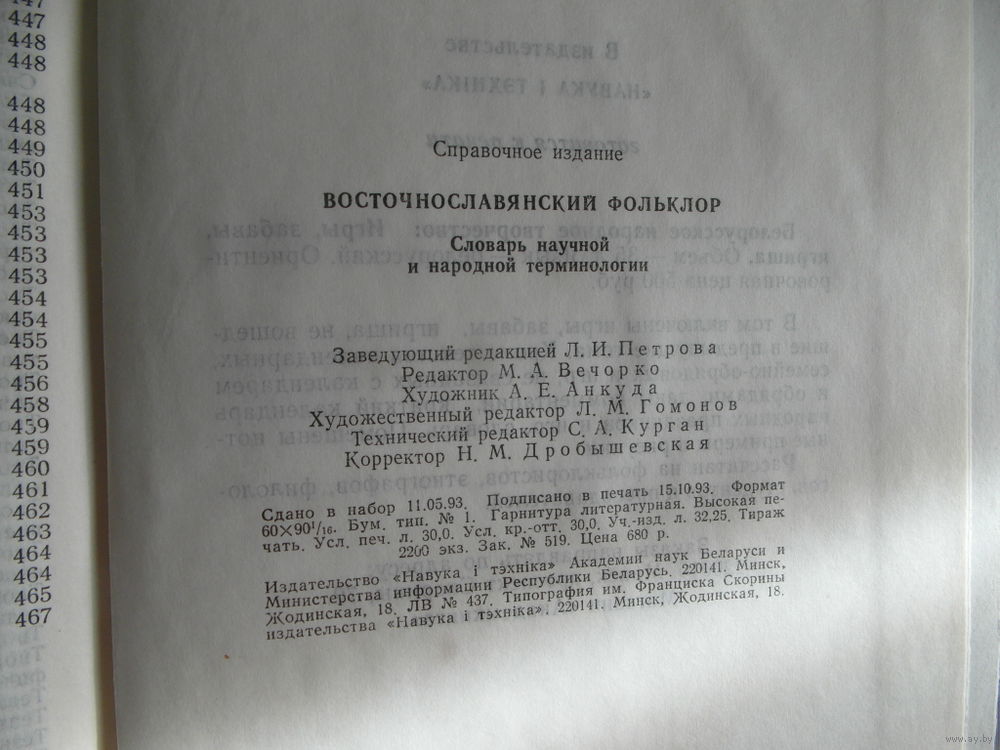 447
447
448
448
448
448
449
450
451
453
453
453
453
454
454
455
455
456
458
459
459
460
461
462
463
464
464
465
467
Справочное издание
ВОСТОЧНОСЛАВЯНСКИЙ ФОЛЬКЛОР
Словарь научной
и народной терминологии
Заведующий редакцией Л. И. Петрова
Редактор М. А. Вечорко
Художник А. Е. Анкуда
Художественный редактор Л. М. Гомонов
Технический редактор С. А. Курган
Корректор Н. М. Дробышевская
Сдано в набор 11.05.93. Подписано в печать 15.10.93. Формат
60×90¹/₁₆. Бум. тип. № 1. Гарнитура литературная. Высокая пе-
чать. Усл. печ. л. 30,0. Усл. кр.-отт. 30,0. Уч.-изд. л. 32,25. Тираж
2200 экз. Зак. № 519. Цена 680 р.
Издательство «Навука і тэхніка» Академии наук Беларуси и
Министерства информации Республики Беларусь. 220141. Минск,
Жодинская, 18. ЛВ № 437. Типография им. Франциска Скорины
издательства «Навука і тэхніка». 220141. Минск, Жодинская, 18.
www.ay.by